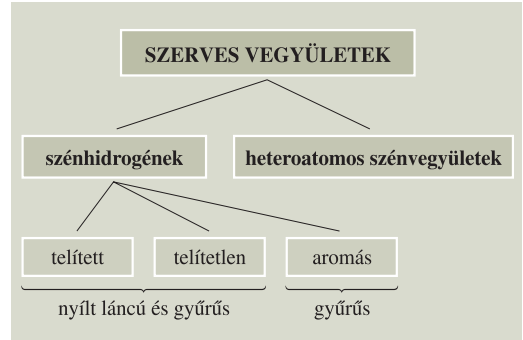 SZERVES VEGYÜLETEK
szénhidrogének
heteroatomos szénvegyületek
telített
telítetlen
aromás
nyílt láncú és gyűrűs
gyűrűs